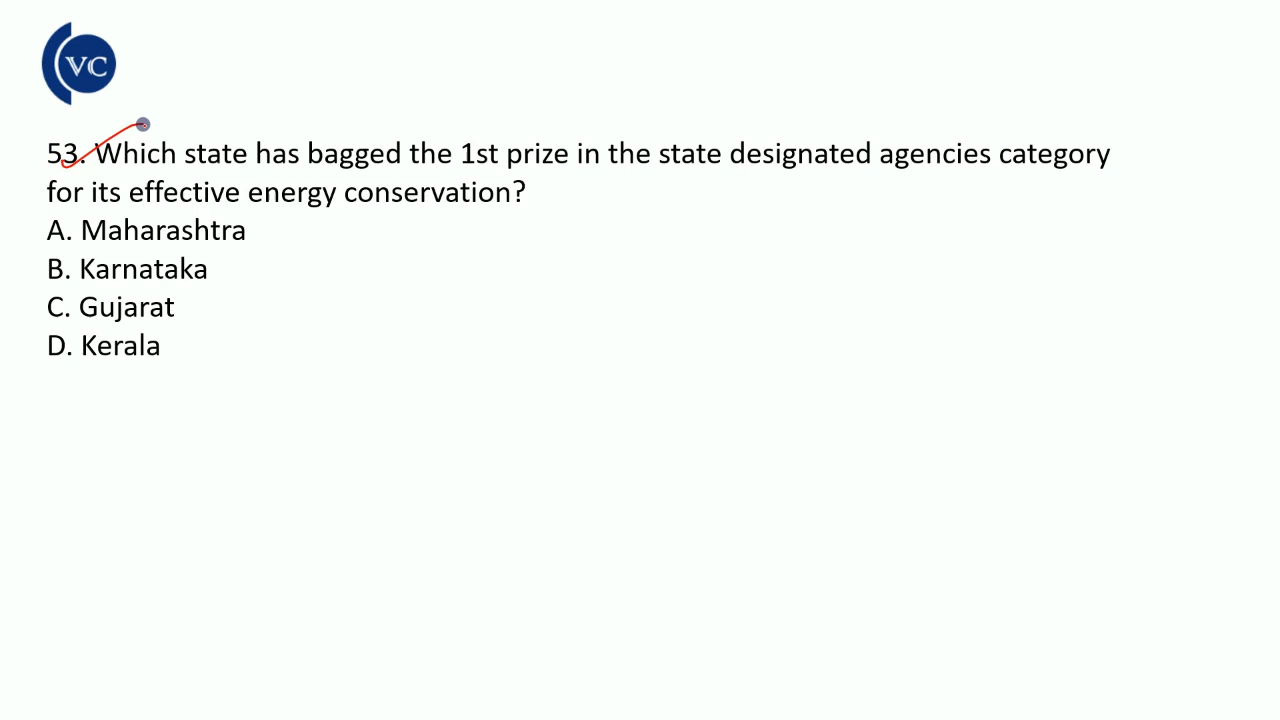 VC
53. Which state has bagged the 1st prize in the state designated agencies category
for its effective energy conservation?
A. Maharashtra
B. Karnataka
C. Gujarat
D. Kerala